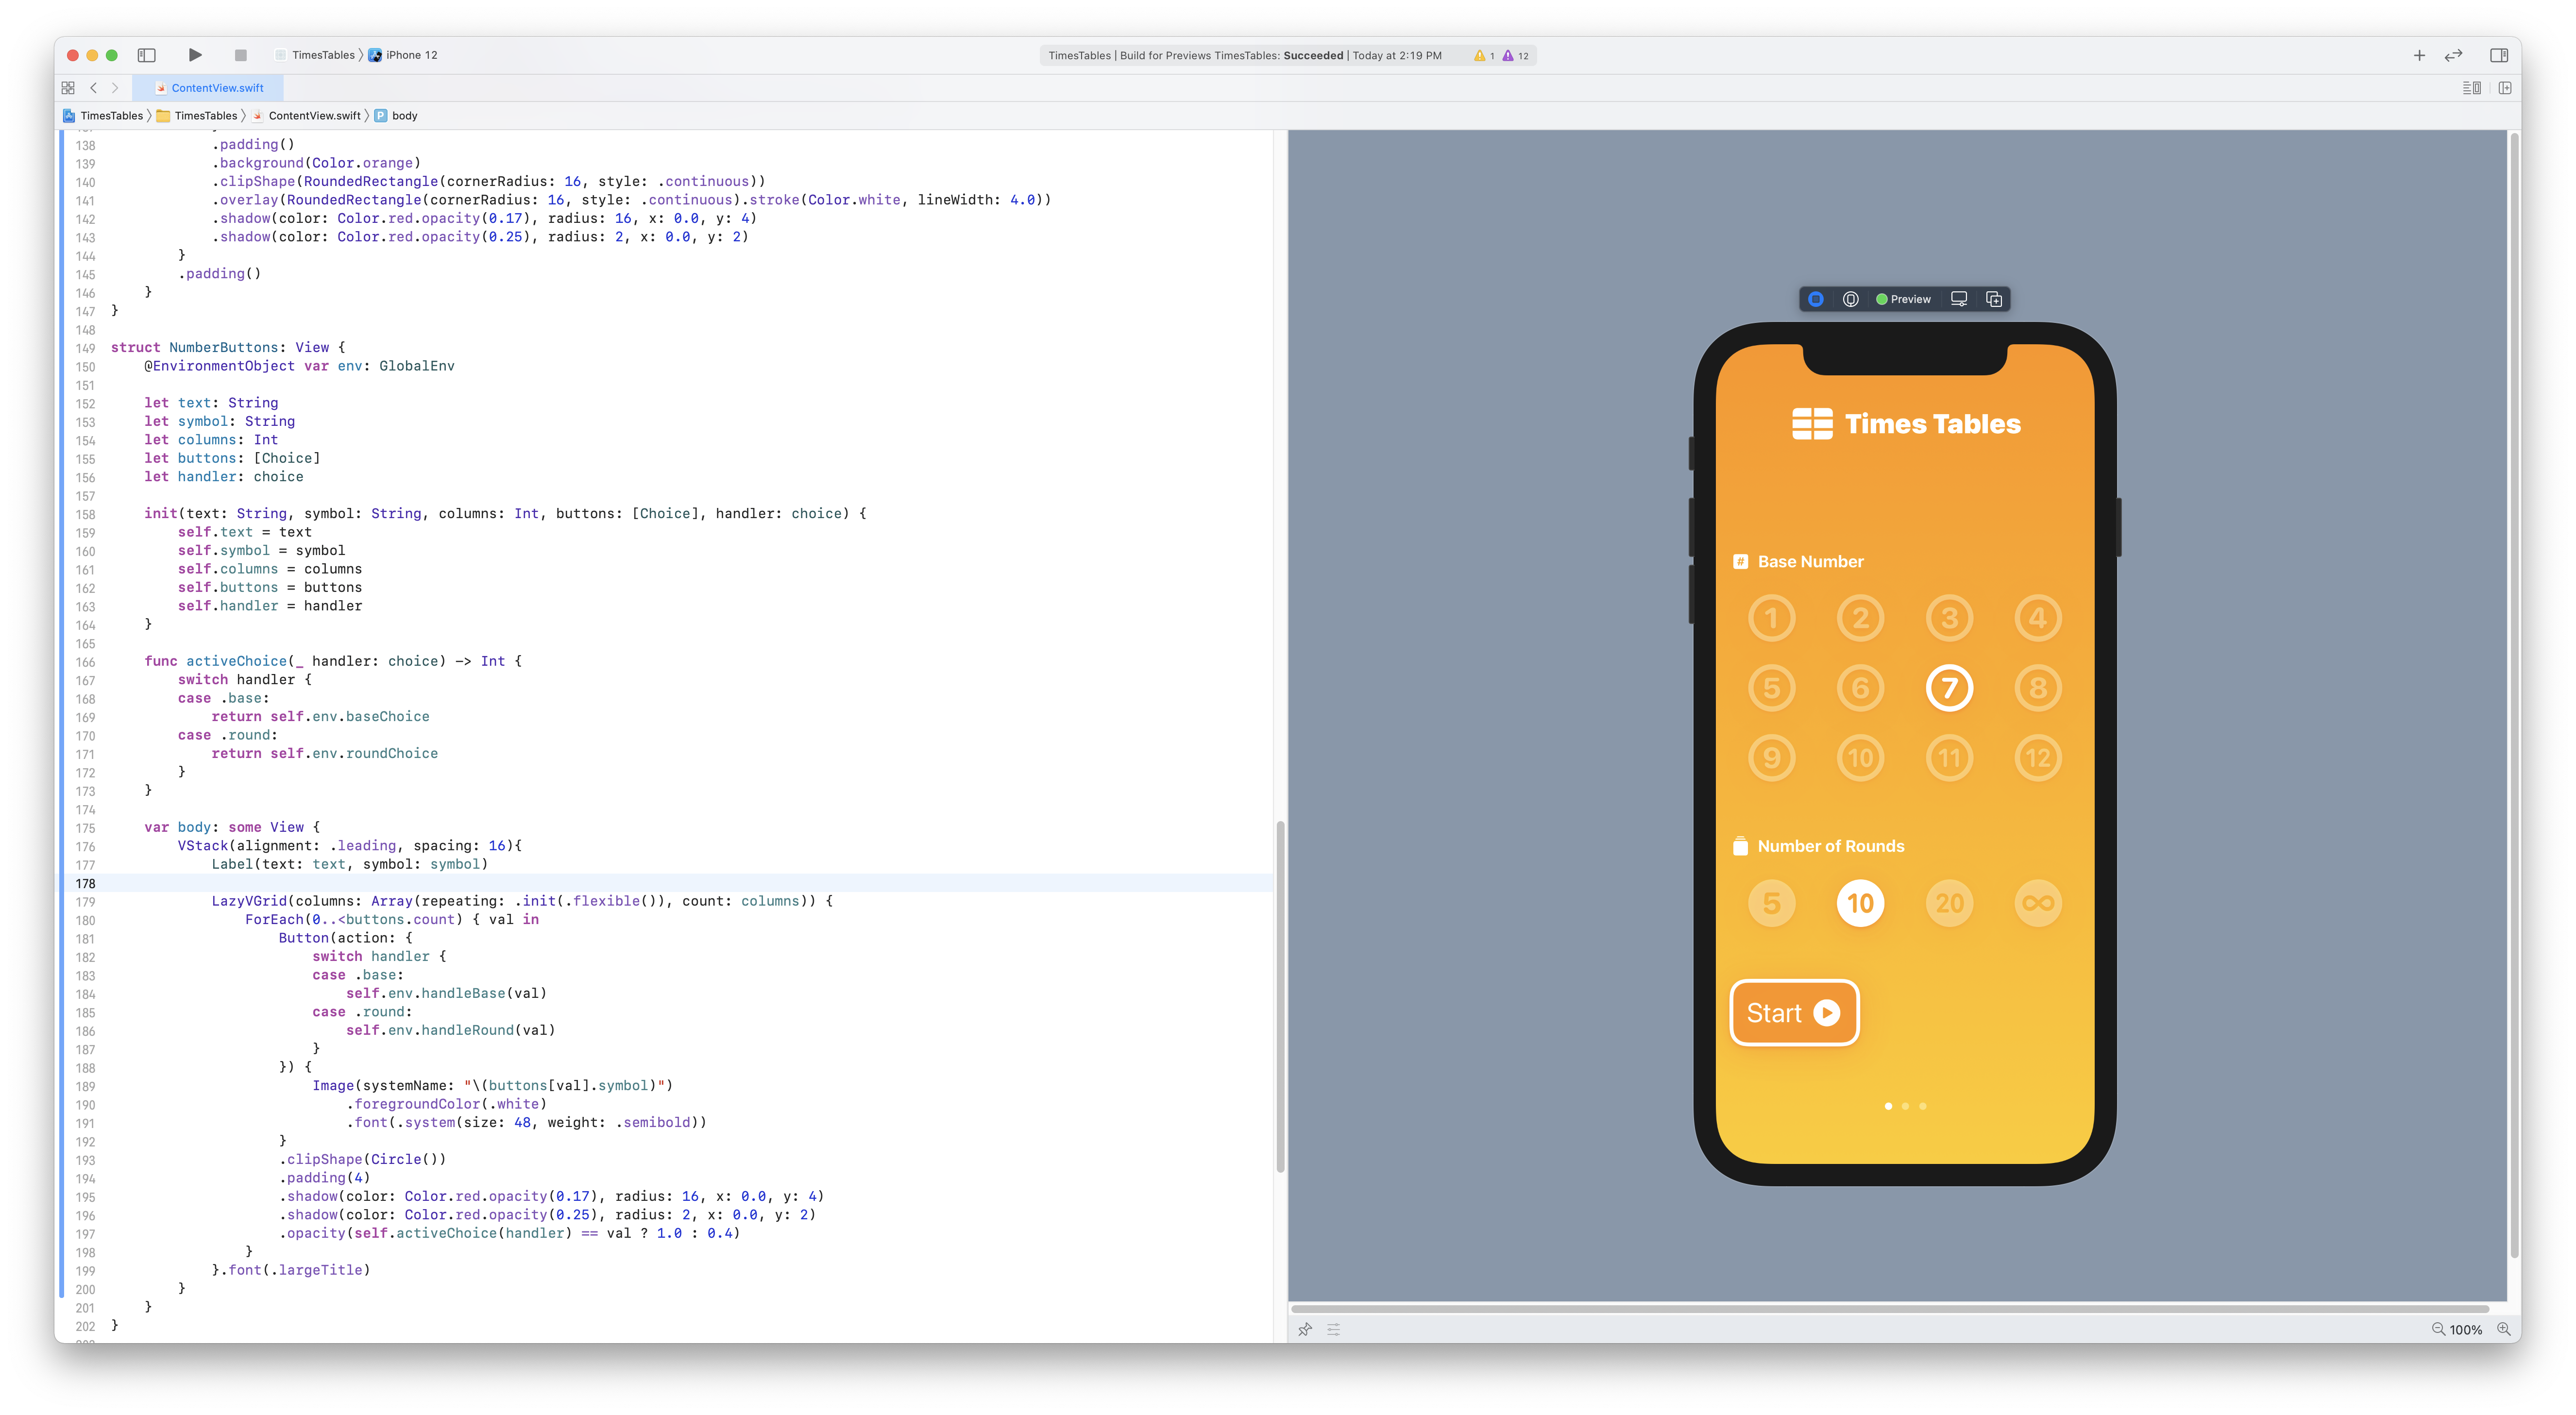 TimesTables 〉 iPhone 12
TimesTables | Build for Previews TimesTables: Succeeded | Today at 2:19 PM
1
12
ContentView.swift
TimesTables 〉 TimesTables 〉 ContentView.swift 〉 P body
138 .padding()
139 .background(Color.orange)
140 .clipShape(RoundedRectangle(cornerRadius: 16, style: .continuous))
141 .overlay(RoundedRectangle(cornerRadius: 16, style: .continuous).stroke(Color.white, lineWidth: 4.0))
142 .shadow(color: Color.red.opacity(0.17), radius: 16, x: 0.0, y: 4)
143 .shadow(color: Color.red.opacity(0.25), radius: 2, x: 0.0, y: 2)
144 }
145 .padding()
146 }
147 }
148
149 struct NumberButtons: View {
150 @EnvironmentObject var env: GlobalEnv
151
152 let text: String
153 let symbol: String
154 let columns: Int
155 let buttons: [Choice]
156 let handler: choice
157
158 init(text: String, symbol: String, columns: Int, buttons: [Choice], handler: choice) {
159 self.text = text
160 self.symbol = symbol
161 self.columns = columns
162 self.buttons = buttons
163 self.handler = handler
164 }
165
166 func activeChoice(_ handler: choice) -> Int {
167 switch handler {
168 case .base:
169 return self.env.baseChoice
170 case .round:
171 return self.env.roundChoice
172 }
173 }
174
175 var body: some View {
176 VStack(alignment: .leading, spacing: 16){
177 Label(text: text, symbol: symbol)
178
179 LazyVGrid(columns: Array(repeating: .init(.flexible()), count: columns)) {
180 ForEach(0..<buttons.count) { val in
181 Button(action: {
182 switch handler {
183 case .base:
184 self.env.handleBase(val)
185 case .round:
186 self.env.handleRound(val)
187 }
188 }) {
189 Image(systemName: "\(buttons[val].symbol)")
190 .foregroundColor(.white)
191 .font(.system(size: 48, weight: .semibold))
192 }
193 .clipShape(Circle())
194 .padding(4)
195 .shadow(color: Color.red.opacity(0.17), radius: 16, x: 0.0, y: 4)
196 .shadow(color: Color.red.opacity(0.25), radius: 2, x: 0.0, y: 2)
197 .opacity(self.activeChoice(handler) == val ? 1.0 : 0.4)
198 }
199 }.font(.largeTitle)
200 }
201 }
202 }
Preview
Times Tables
# Base Number
1 2 3 4
5 6 7 8
9 10 11 12
Number of Rounds
5 10 20 ∞
Start
100%